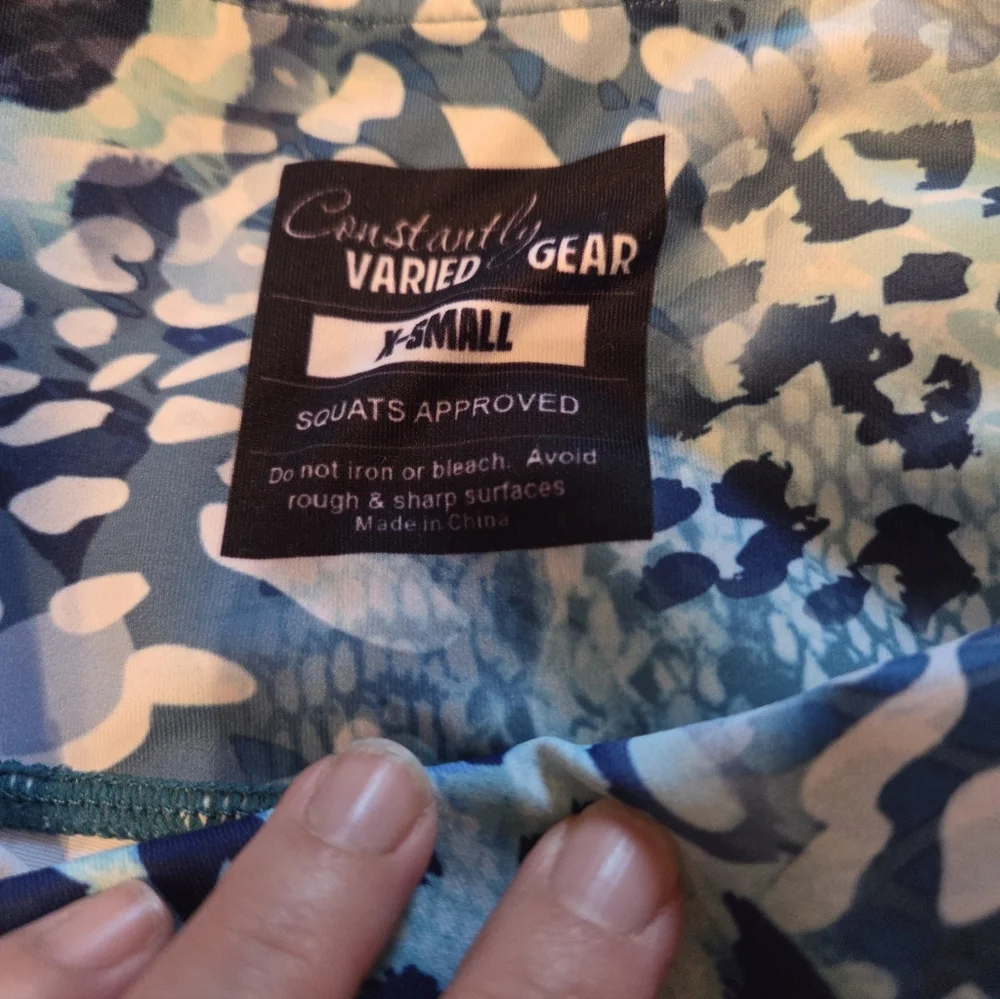 Constantly
VARIED GEAR
X-SMALL
SQUATS APPROVED
Do not iron or bleach. Avoid
rough & sharp surfaces
Made in China